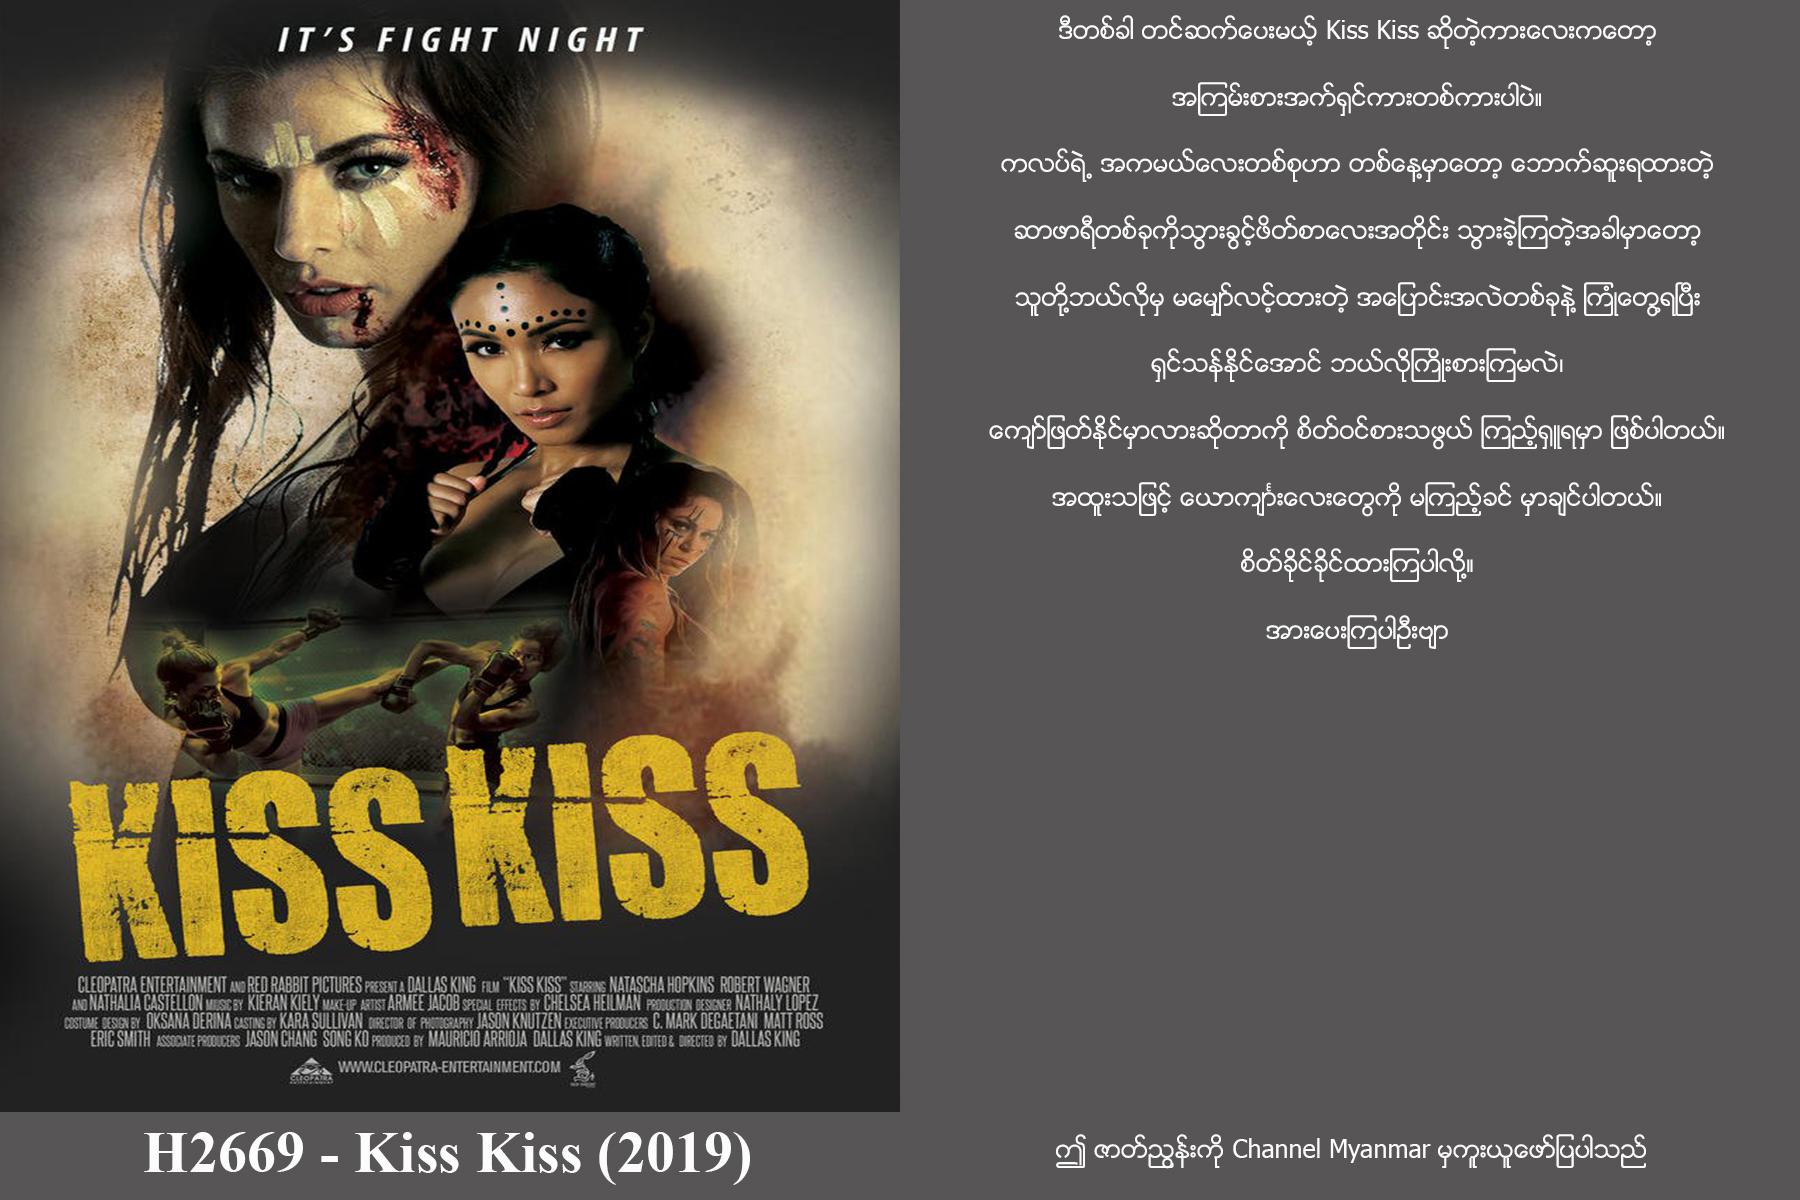 IT'S FIGHT NIGHT
KISS KISS
CLEOPATRA ENTERTAINMENT AND RED RABBIT PICTURES PRESENT A DALLAS KING FILM "KISS KISS" STARRING NATASCHA HOPKINS ROBERT WAGNER
AND NATHALIA CASTELLON MIUSIC BY KIERAN KIELY MAKE-UP ARTIST ARMEE JACOB SPECIAL EFFECTS BY CHELSEA HEILMAN PRODUCTION DESIGNER NATHALY LOPEZ
COSTUME DESIGN BY OKSANA DERINA CASTING BY KARA SULLIVAN DIRECTOR OF PHOTOGRAPHY JASON KNUTZEN EXECUTIVE PRODUCERS C. MARK DEGAETANI MATT ROSS
ERIC SMITH ASSOCIATE PRODUCERS JASON CHANG SONG KO PRODUCED BY MAURICIO ARRIOJA DALLAS KING WRITTEN, EDITED & DIRECTED BY DALLAS KING
CLEOPATRA WWW.CLEOPATRA-ENTERTAINMENT.COM
H2669 - Kiss Kiss (2019)
ဒီတစ်ခါ တင်ဆက်ပေးမယ့် Kiss Kiss ဆိုတဲ့ကားလေးကတော့
အကြမ်းစားအက်ရှင်ကားတစ်ကားပါပဲ။
ကလပ်ရဲ့ အကမယ်လေးတစ်စုဟာ တစ်နေ့မှာတော့ ဘောက်ဆူးရထားတဲ့
ဆာဖာရီတစ်ခုကိုသွားခွင့်ဖိတ်စာလေးအတိုင်း သွားခဲ့ကြတဲ့အခါမှာတော့
သူတို့ဘယ်လိုမှ မမျှော်လင့်ထားတဲ့ အပြောင်းအလဲတစ်ခုနဲ့ ကြုံတွေ့ရပြီး
ရှင်သန်နိုင်အောင် ဘယ်လိုကြိုးစားကြမလဲ၊
ကျော်ဖြတ်နိုင်မှာလားဆိုတာကို စိတ်ဝင်စားသဖွယ် ကြည့်ရှူရမှာ ဖြစ်ပါတယ်။
အထူးသဖြင့် ယောကျာ်းလေးတွေကို မကြည့်ခင် မှာချင်ပါတယ်။
စိတ်ခိုင်ခိုင်ထားကြပါလို့။
အားပေးကြပါဦးဗျာ
ဤ ဇာတ်ညွှန်းကို Channel Myanmar မှကူးယူဖော်ပြပါသည်